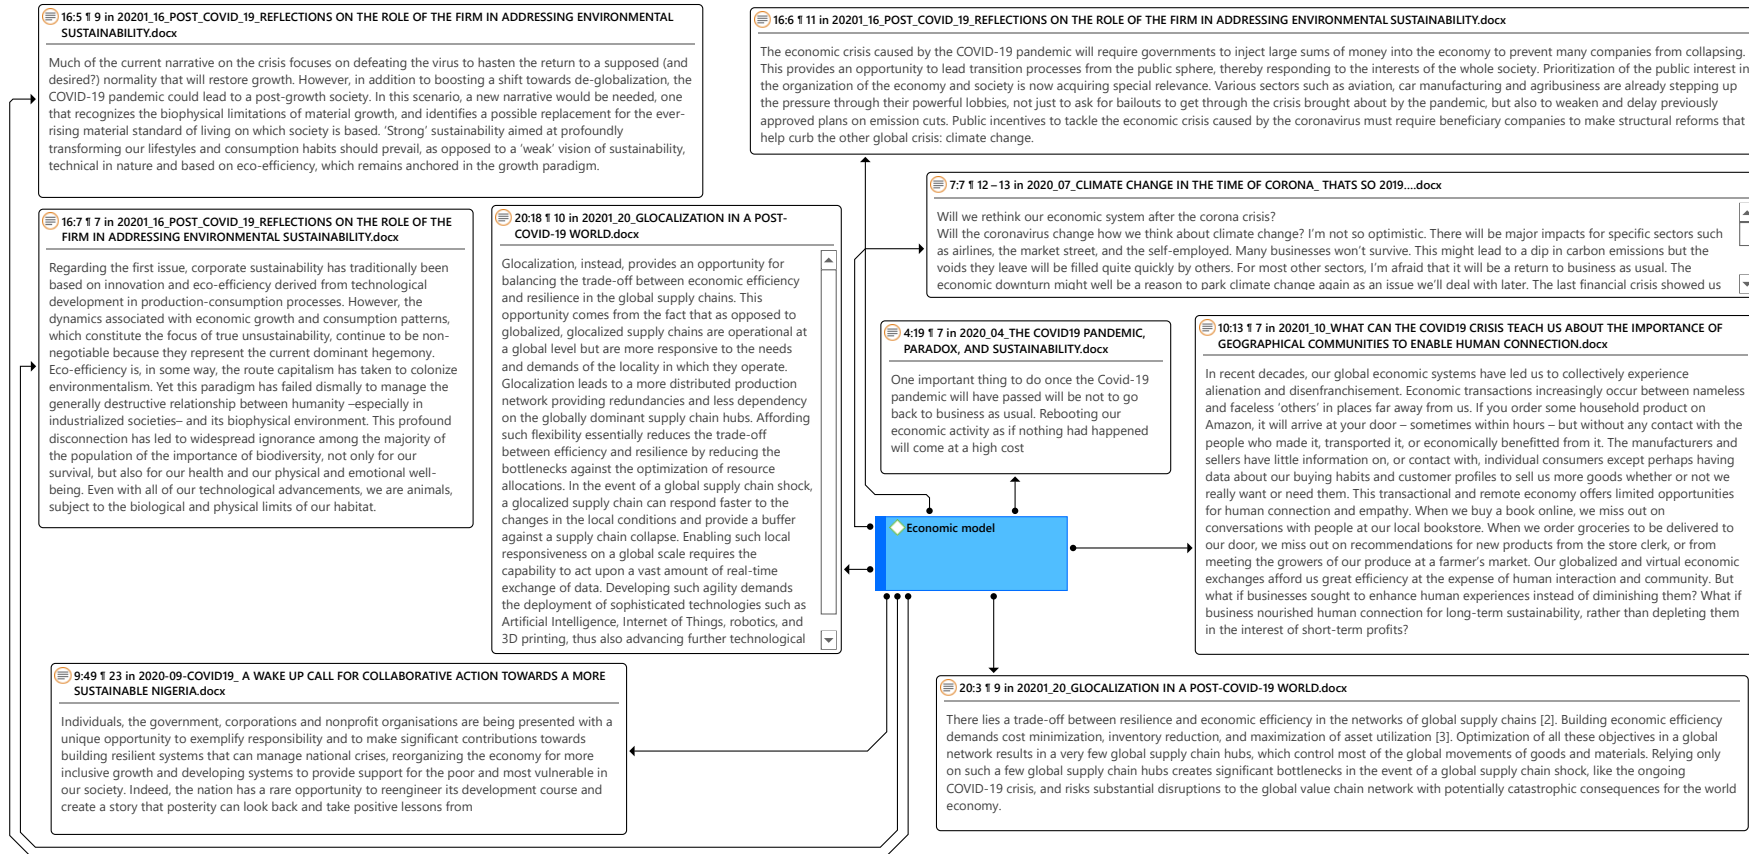 16:5 ¶ 9 in 20201_16_POST_COVID_19_REFLECTIONS ON THE ROLE OF THE FIRM IN ADDRESSING ENVIRONMENTAL
SUSTAINABILITY.docx
Much of the current narrative on the crisis focuses on defeating the virus to hasten the return to a supposed (and
desired?) normality that will restore growth. However, in addition to boosting a shift towards de-globalization, the
COVID-19 pandemic could lead to a post-growth society. In this scenario, a new narrative would be needed, one
that recognizes the biophysical limitations of material growth, and identifies a possible replacement for the ever-
rising material standard of living on which society is based. 'Strong' sustainability aimed at profoundly
transforming our lifestyles and consumption habits should prevail, as opposed to a 'weak' vision of sustainability,
technical in nature and based on eco-efficiency, which remains anchored in the growth paradigm.
16:6 ¶ 11 in 20201_16_POST_COVID_19_REFLECTIONS ON THE ROLE OF THE FIRM IN ADDRESSING ENVIRONMENTAL SUSTAINABILITY.docx
The economic crisis caused by the COVID-19 pandemic will require governments to inject large sums of money into the economy to prevent many companies from collapsing.
This provides an opportunity to lead transition processes from the public sphere, thereby responding to the interests of the whole society. Prioritization of the public interest in
the organization of the economy and society is now acquiring special relevance. Various sectors such as aviation, car manufacturing and agribusiness are already stepping up
the pressure through their powerful lobbies, not just to ask for bailouts to get through the crisis brought about by the pandemic, but also to weaken and delay previously
approved plans on emission cuts. Public incentives to tackle the economic crisis caused by the coronavirus must require beneficiary companies to make structural reforms that
help curb the other global crisis: climate change.
7:7 ¶ 12 – 13 in 2020_07_CLIMATE CHANGE IN THE TIME OF CORONA_ THATS SO 2019....docx
Will we rethink our economic system after the corona crisis?
Will the coronavirus change how we think about climate change? I'm not so optimistic. There will be major impacts for specific sectors such
as airlines, the market street, and the self-employed. Many businesses won't survive. This might lead to a dip in carbon emissions but the
voids they leave will be filled quite quickly by others. For most other sectors, I'm afraid that it will be a return to business as usual. The
economic downturn might well be a reason to park climate change again as an issue we'll deal with later. The last financial crisis showed us
16:7 ¶ 7 in 20201_16_POST_COVID_19_REFLECTIONS ON THE ROLE OF THE
FIRM IN ADDRESSING ENVIRONMENTAL SUSTAINABILITY.docx
Regarding the first issue, corporate sustainability has traditionally been
based on innovation and eco-efficiency derived from technological
development in production-consumption processes. However, the
dynamics associated with economic growth and consumption patterns,
which constitute the focus of true unsustainability, continue to be non-
negotiable because they represent the current dominant hegemony.
Eco-efficiency is, in some way, the route capitalism has taken to colonize
environmentalism. Yet this paradigm has failed dismally to manage the
generally destructive relationship between humanity –especially in
industrialized societies– and its biophysical environment. This profound
disconnection has led to widespread ignorance among the majority of
the population of the importance of biodiversity, not only for our
survival, but also for our health and our physical and emotional well-
being. Even with all of our technological advancements, we are animals,
subject to the biological and physical limits of our habitat.
20:18 ¶ 10 in 20201_20_GLOCALIZATION IN A POST-
COVID-19 WORLD.docx
Glocalization, instead, provides an opportunity for
balancing the trade-off between economic efficiency
and resilience in the global supply chains. This
opportunity comes from the fact that as opposed to
globalized, glocalized supply chains are operational at
a global level but are more responsive to the needs
and demands of the locality in which they operate.
Glocalization leads to a more distributed production
network providing redundancies and less dependency
on the globally dominant supply chain hubs. Affording
such flexibility essentially reduces the trade-off
between efficiency and resilience by reducing the
bottlenecks against the optimization of resource
allocations. In the event of a global supply chain shock,
a glocalized supply chain can respond faster to the
changes in the local conditions and provide a buffer
against a supply chain collapse. Enabling such local
responsiveness on a global scale requires the
capability to act upon a vast amount of real-time
exchange of data. Developing such agility demands
the deployment of sophisticated technologies such as
Artificial Intelligence, Internet of Things, robotics, and
3D printing, thus also advancing further technological
4:19 ¶ 7 in 2020_04_THE COVID19 PANDEMIC,
PARADOX, AND SUSTAINABILITY.docx
One important thing to do once the Covid-19
pandemic will have passed will be not to go
back to business as usual. Rebooting our
economic activity as if nothing had happened
will come at a high cost
10:13 ¶ 7 in 20201_10_WHAT CAN THE COVID19 CRISIS TEACH US ABOUT THE IMPORTANCE OF
GEOGRAPHICAL COMMUNITIES TO ENABLE HUMAN CONNECTION.docx
In recent decades, our global economic systems have led us to collectively experience
alienation and disenfranchisement. Economic transactions increasingly occur between nameless
and faceless 'others' in places far away from us. If you order some household product on
Amazon, it will arrive at your door – sometimes within hours – but without any contact with the
people who made it, transported it, or economically benefitted from it. The manufacturers and
sellers have little information on, or contact with, individual consumers except perhaps having
data about our buying habits and customer profiles to sell us more goods whether or not we
really want or need them. This transactional and remote economy offers limited opportunities
for human connection and empathy. When we buy a book online, we miss out on
conversations with people at our local bookstore. When we order groceries to be delivered to
our door, we miss out on recommendations for new products from the store clerk, or from
meeting the growers of our produce at a farmer's market. Our globalized and virtual economic
exchanges afford us great efficiency at the expense of human interaction and community. But
what if businesses sought to enhance human experiences instead of diminishing them? What if
business nourished human connection for long-term sustainability, rather than depleting them
in the interest of short-term profits?
Economic model
9:49 ¶ 23 in 2020-09-COVID19_ A WAKE UP CALL FOR COLLABORATIVE ACTION TOWARDS A MORE
SUSTAINABLE NIGERIA.docx
Individuals, the government, corporations and nonprofit organisations are being presented with a
unique opportunity to exemplify responsibility and to make significant contributions towards
building resilient systems that can manage national crises, reorganizing the economy for more
inclusive growth and developing systems to provide support for the poor and most vulnerable in
our society. Indeed, the nation has a rare opportunity to reengineer its development course and
create a story that posterity can look back and take positive lessons from
20:3 ¶ 9 in 20201_20_GLOCALIZATION IN A POST-COVID-19 WORLD.docx
There lies a trade-off between resilience and economic efficiency in the networks of global supply chains [2]. Building economic efficiency
demands cost minimization, inventory reduction, and maximization of asset utilization [3]. Optimization of all these objectives in a global
network results in a very few global supply chain hubs, which control most of the global movements of goods and materials. Relying only
on such a few global supply chain hubs creates significant bottlenecks in the event of a global supply chain shock, like the ongoing
COVID-19 crisis, and risks substantial disruptions to the global value chain network with potentially catastrophic consequences for the world
economy.